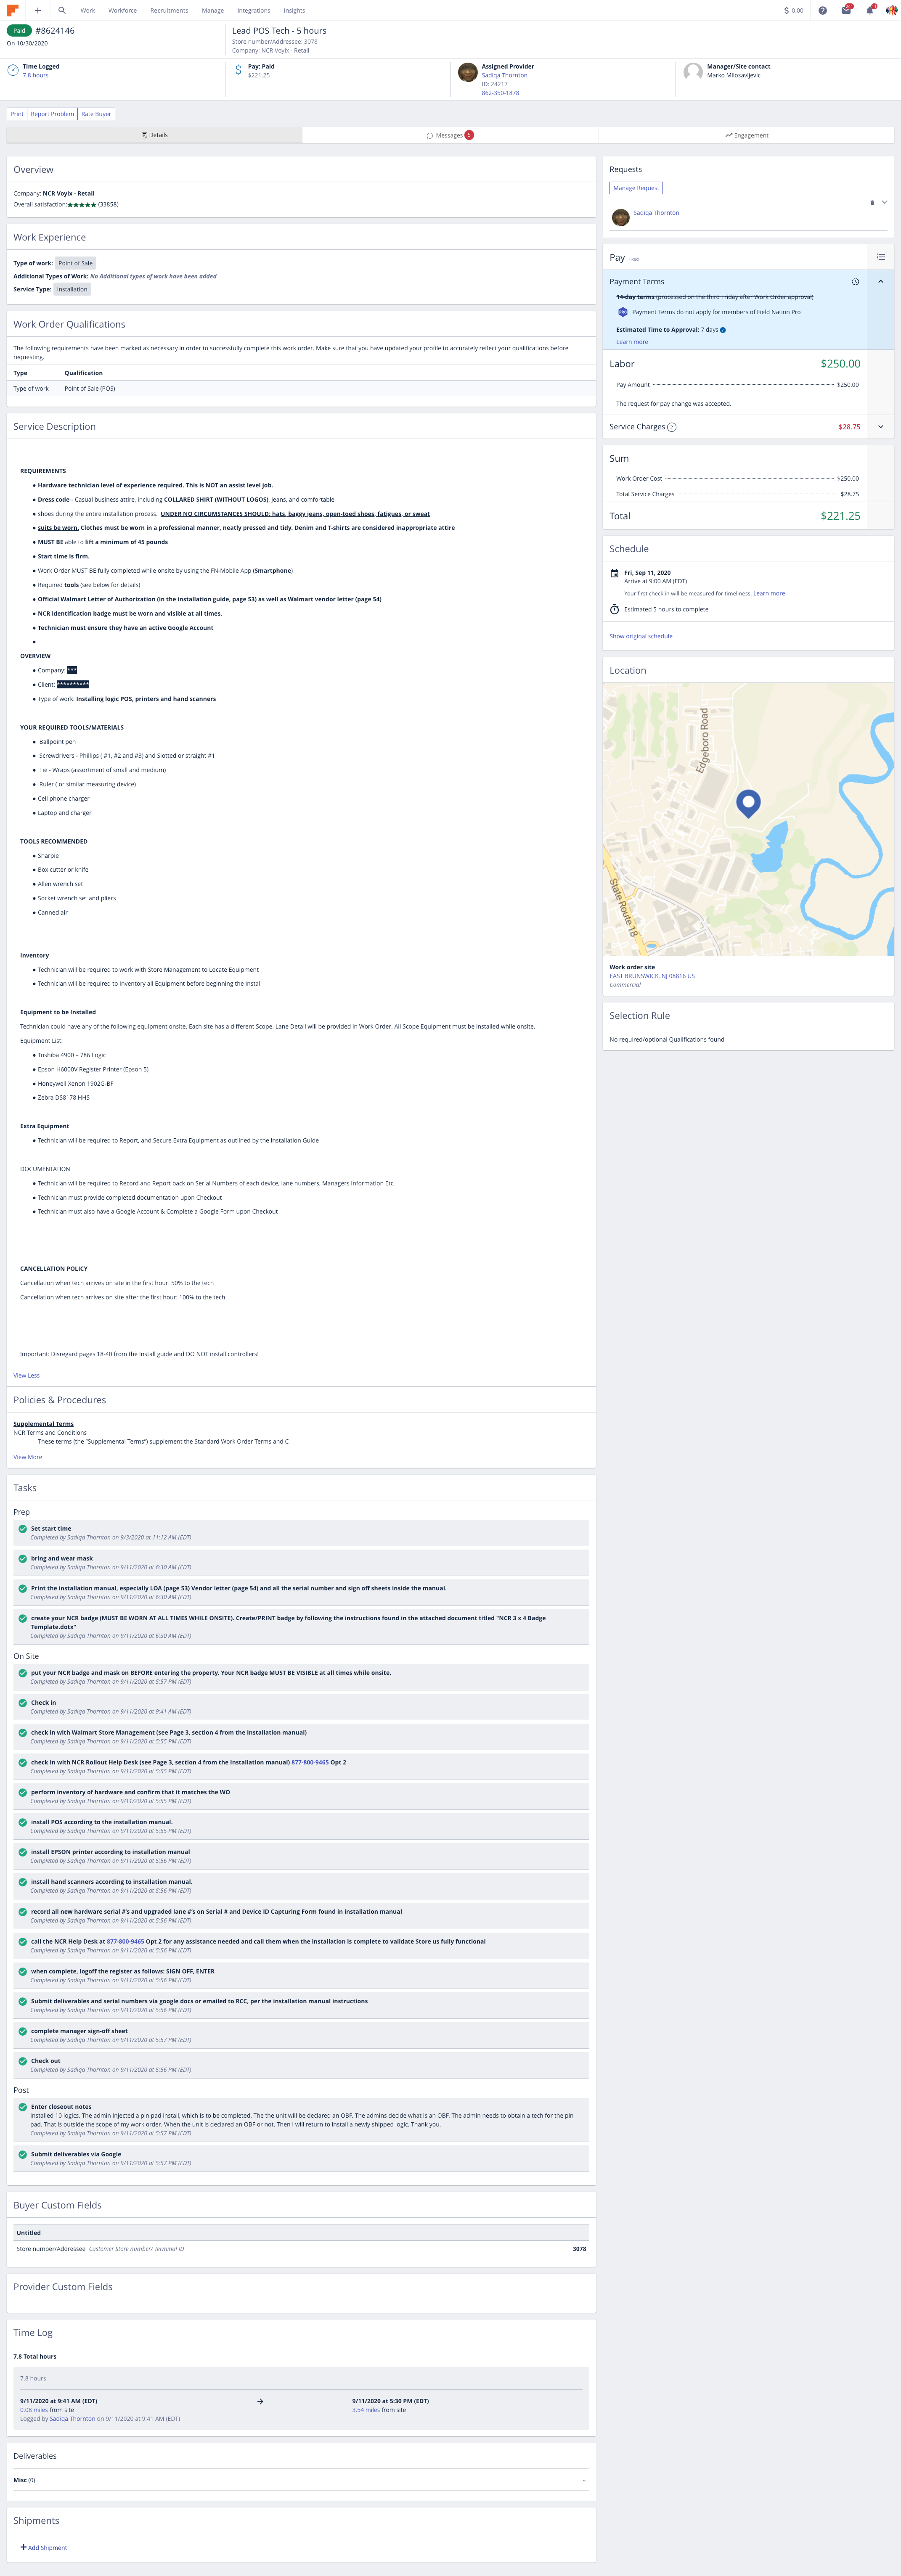 Work
Workforce
Recruitments
Manage
Integrations
Insights
$ 0.00
Paid #8624146
On 10/30/2020
Lead POS Tech - 5 hours
Store number/Addressee: 3078
Company: NCR Voyix - Retail
Time Logged
7.8 hours
Pay: Paid
$221.25
Assigned Provider
Sadiqa Thornton
ID: 24217
862-350-1878
Manager/Site contact
Marko Milosavljevic
Print
Report Problem
Rate Buyer
Details
Messages 5
Engagement
Overview
Company: NCR Voyix - Retail
Overall satisfaction:★★★★★ (33858)
Work Experience
Type of work: Point of Sale
Additional Types of Work: No Additional types of work have been added
Service Type: Installation
Work Order Qualifications
The following requirements have been marked as necessary in order to successfully complete this work order. Make sure that you have updated your profile to accurately reflect your qualifications before
requesting.
Type Qualification
Type of work Point of Sale (POS)
Service Description
REQUIREMENTS
• Hardware technician level of experience required. This is NOT an assist level job.
• Dress code-- Casual business attire, including COLLARED SHIRT (WITHOUT LOGOS), jeans, and comfortable
• shoes during the entire installation process. UNDER NO CIRCUMSTANCES SHOULD: hats, baggy jeans, open-toed shoes, fatigues, or sweat
• suits be worn. Clothes must be worn in a professional manner, neatly pressed and tidy. Denim and T-shirts are considered inappropriate attire
• MUST BE able to lift a minimum of 45 pounds
• Start time is firm.
• Work Order MUST BE fully completed while onsite by using the FN-Mobile App (Smartphone)
• Required tools (see below for details)
• Official Walmart Letter of Authorization (in the installation guide, page 53) as well as Walmart vendor letter (page 54)
• NCR identification badge must be worn and visible at all times.
• Technician must ensure they have an active Google Account
•
OVERVIEW
• Company: ***
• Client: **********
• Type of work: Installing logic POS, printers and hand scanners
YOUR REQUIRED TOOLS/MATERIALS
• Ballpoint pen
• Screwdrivers - Phillips ( #1, #2 and #3) and Slotted or straight #1
• Tie - Wraps (assortment of small and medium)
• Ruler ( or similar measuring device)
• Cell phone charger
• Laptop and charger
TOOLS RECOMMENDED
• Sharpie
• Box cutter or knife
• Allen wrench set
• Socket wrench set and pliers
• Canned air
Inventory
• Technician will be required to work with Store Management to Locate Equipment
• Technician will be required to Inventory all Equipment before beginning the Install
Equipment to be Installed
Technician could have any of the following equipment onsite. Each site has a different Scope. Lane Detail will be provided in Work Order. All Scope Equipment must be installed while onsite.
Equipment List:
• Toshiba 4900 – 786 Logic
• Epson H6000V Register Printer (Epson 5)
• Honeywell Xenon 1902G-BF
• Zebra DS8178 HHS
Extra Equipment
• Technician will be required to Report, and Secure Extra Equipment as outlined by the Installation Guide
DOCUMENTATION
• Technician will be required to Record and Report back on Serial Numbers of each device, lane numbers, Managers Information Etc.
• Technician must provide completed documentation upon Checkout
• Technician must also have a Google Account & Complete a Google Form upon Checkout
CANCELLATION POLICY
Cancellation when tech arrives on site in the first hour: 50% to the tech
Cancellation when tech arrives on site after the first hour: 100% to the tech
Important: Disregard pages 18-40 from the Install guide and DO NOT install controllers!
View Less
Policies & Procedures
Supplemental Terms
NCR Terms and Conditions
These terms (the "Supplemental Terms") supplement the Standard Work Order Terms and C
View More
Tasks
Prep
Set start time
Completed by Sadiqa Thornton on 9/3/2020 at 11:12 AM (EDT)
bring and wear mask
Completed by Sadiqa Thornton on 9/11/2020 at 6:30 AM (EDT)
Print the installation manual, especially LOA (page 53) Vendor letter (page 54) and all the serial number and sign off sheets inside the manual.
Completed by Sadiqa Thornton on 9/11/2020 at 6:30 AM (EDT)
create your NCR badge (MUST BE WORN AT ALL TIMES WHILE ONSITE). Create/PRINT badge by following the instructions found in the attached document titled "NCR 3 x 4 Badge
Template.dotx"
Completed by Sadiqa Thornton on 9/11/2020 at 6:30 AM (EDT)
On Site
put your NCR badge and mask on BEFORE entering the property. Your NCR badge MUST BE VISIBLE at all times while onsite.
Completed by Sadiqa Thornton on 9/11/2020 at 5:57 PM (EDT)
Check in
Completed by Sadiqa Thornton on 9/11/2020 at 9:41 AM (EDT)
check in with Walmart Store Management (see Page 3, section 4 from the Installation manual)
Completed by Sadiqa Thornton on 9/11/2020 at 5:55 PM (EDT)
check In with NCR Rollout Help Desk (see Page 3, section 4 from the Installation manual) 877-800-9465 Opt 2
Completed by Sadiqa Thornton on 9/11/2020 at 5:55 PM (EDT)
perform inventory of hardware and confirm that it matches the WO
Completed by Sadiqa Thornton on 9/11/2020 at 5:55 PM (EDT)
install POS according to the installation manual.
Completed by Sadiqa Thornton on 9/11/2020 at 5:55 PM (EDT)
install EPSON printer according to installation manual
Completed by Sadiqa Thornton on 9/11/2020 at 5:56 PM (EDT)
install hand scanners according to installation manual.
Completed by Sadiqa Thornton on 9/11/2020 at 5:56 PM (EDT)
record all new hardware serial #'s and upgraded lane #'s on Serial # and Device ID Capturing Form found in installation manual
Completed by Sadiqa Thornton on 9/11/2020 at 5:56 PM (EDT)
call the NCR Help Desk at 877-800-9465 Opt 2 for any assistance needed and call them when the installation is complete to validate Store us fully functional
Completed by Sadiqa Thornton on 9/11/2020 at 5:56 PM (EDT)
when complete, logoff the register as follows: SIGN OFF, ENTER
Completed by Sadiqa Thornton on 9/11/2020 at 5:56 PM (EDT)
Submit deliverables and serial numbers via google docs or emailed to RCC, per the installation manual instructions
Completed by Sadiqa Thornton on 9/11/2020 at 5:56 PM (EDT)
complete manager sign-off sheet
Completed by Sadiqa Thornton on 9/11/2020 at 5:57 PM (EDT)
Check out
Completed by Sadiqa Thornton on 9/11/2020 at 5:56 PM (EDT)
Post
Enter closeout notes
Installed 10 logics. The admin injected a pin pad install, which is to be completed. The the unit will be declared an OBF. The admins decide what is an OBF. The admin needs to obtain a tech for the pin
pad. That is outside the scope of my work order. When the unit is declared an OBF or not. Then I will return to install a newly shipped logic. Thank you.
Completed by Sadiqa Thornton on 9/11/2020 at 5:57 PM (EDT)
Submit deliverables via Google
Completed by Sadiqa Thornton on 9/11/2020 at 5:57 PM (EDT)
Buyer Custom Fields
Untitled
Store number/Addressee Customer Store number/ Terminal ID 3078
Provider Custom Fields
Time Log
7.8 Total hours
7.8 hours
9/11/2020 at 9:41 AM (EDT)
0.08 miles from site
Logged by Sadiqa Thornton on 9/11/2020 at 9:41 AM (EDT)
9/11/2020 at 5:30 PM (EDT)
3.54 miles from site
Deliverables
Misc (0)
Shipments
Add Shipment
Requests
Manage Request
Sadiqa Thornton
Pay Fixed
Payment Terms
14-day terms (processed on the third Friday after Work Order approval)
PRO Payment Terms do not apply for members of Field Nation Pro
Estimated Time to Approval: 7 days
Learn more
Labor $250.00
Pay Amount $250.00
The request for pay change was accepted.
Service Charges 2 $28.75
Sum
Work Order Cost $250.00
Total Service Charges $28.75
Total $221.25
Schedule
Fri, Sep 11, 2020
Arrive at 9:00 AM (EDT)
Your first check in will be measured for timeliness. Learn more
Estimated 5 hours to complete
Show original schedule
Location
Edgeboro Road
State Route 18
Work order site
EAST BRUNSWICK, NJ 08816 US
Commercial
Selection Rule
No required/optional Qualifications found